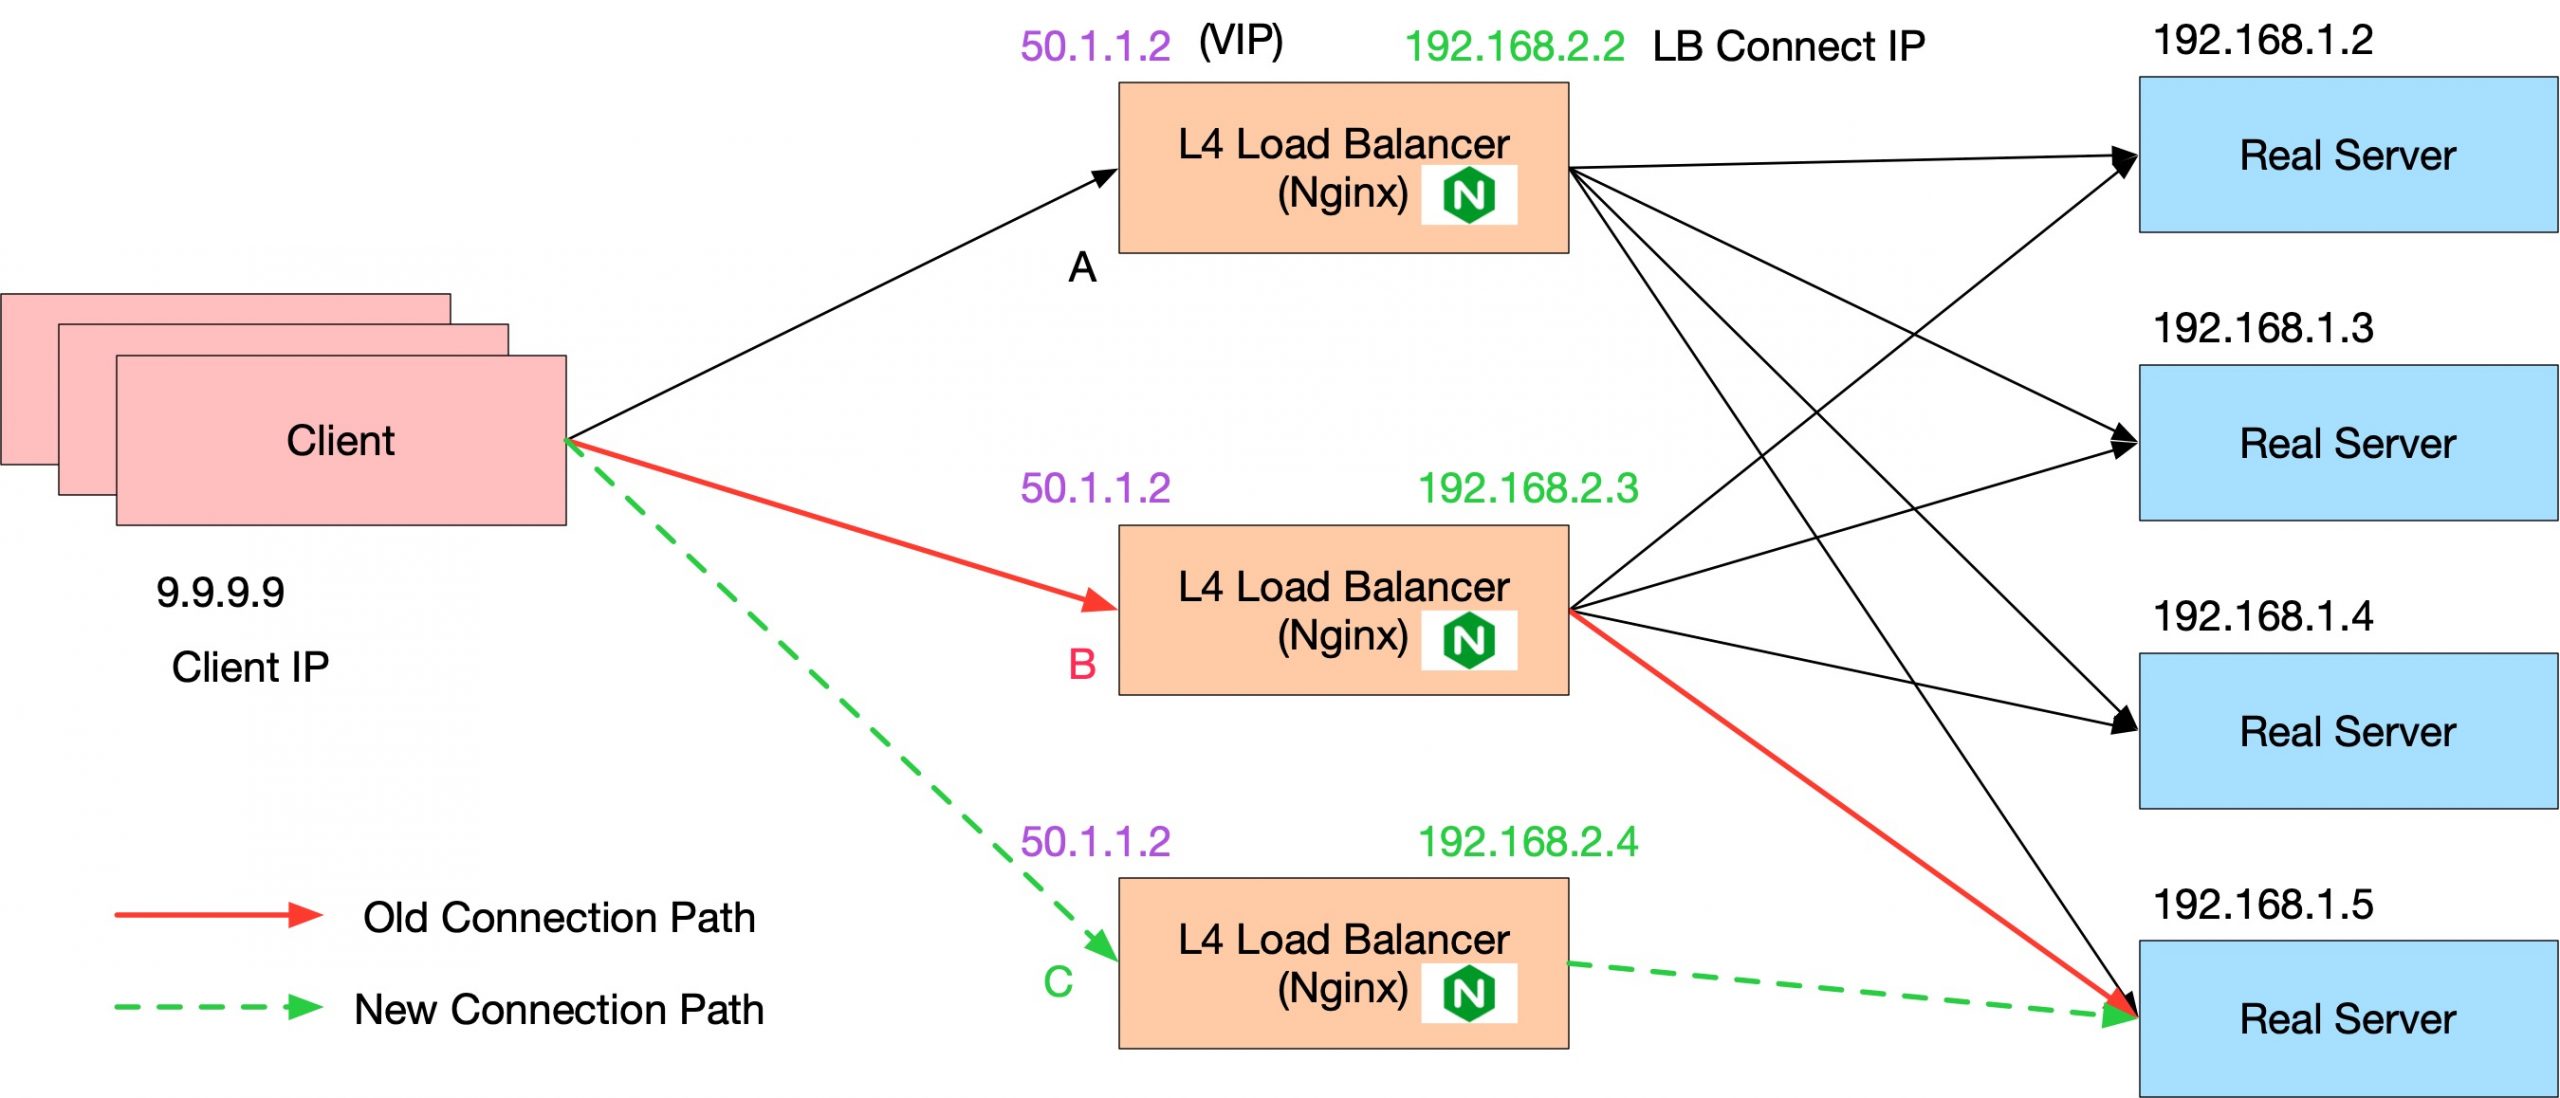 50.1.1.2 (VIP) 192.168.2.2 LB Connect IP
192.168.1.2
L4 Load Balancer
(Nginx) N
Real Server
A
192.168.1.3
Client
Real Server
50.1.1.2 192.168.2.3
9.9.9.9
Client IP
L4 Load Balancer
(Nginx) N
B
192.168.1.4
Real Server
50.1.1.2 192.168.2.4
Old Connection Path
New Connection Path
L4 Load Balancer
(Nginx) N
C
192.168.1.5
Real Server